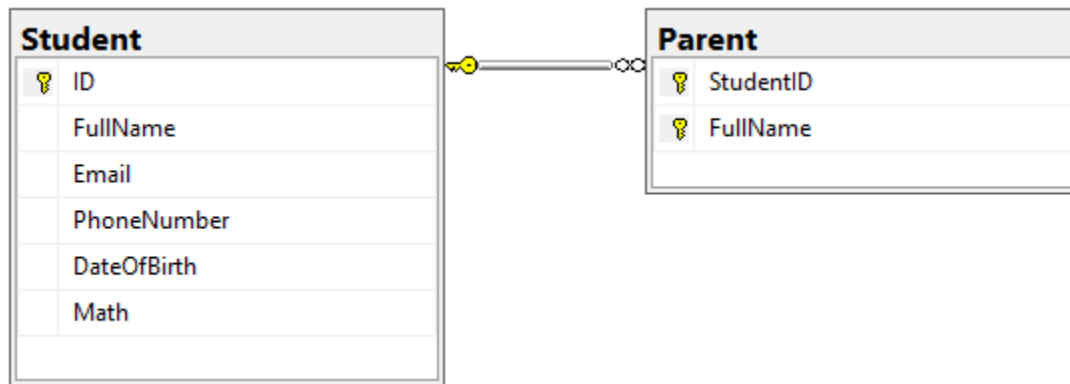 Student
ID
FullName
Email
PhoneNumber
DateOfBirth
Math
Parent
StudentID
FullName